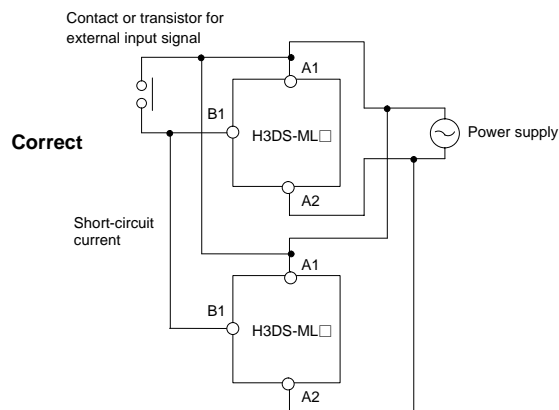 Contact or transistor for
external input signal
A1
B1
H3DS-ML□
Power supply
Correct
A2
Short-circuit
current
A1
B1
H3DS-ML□
A2